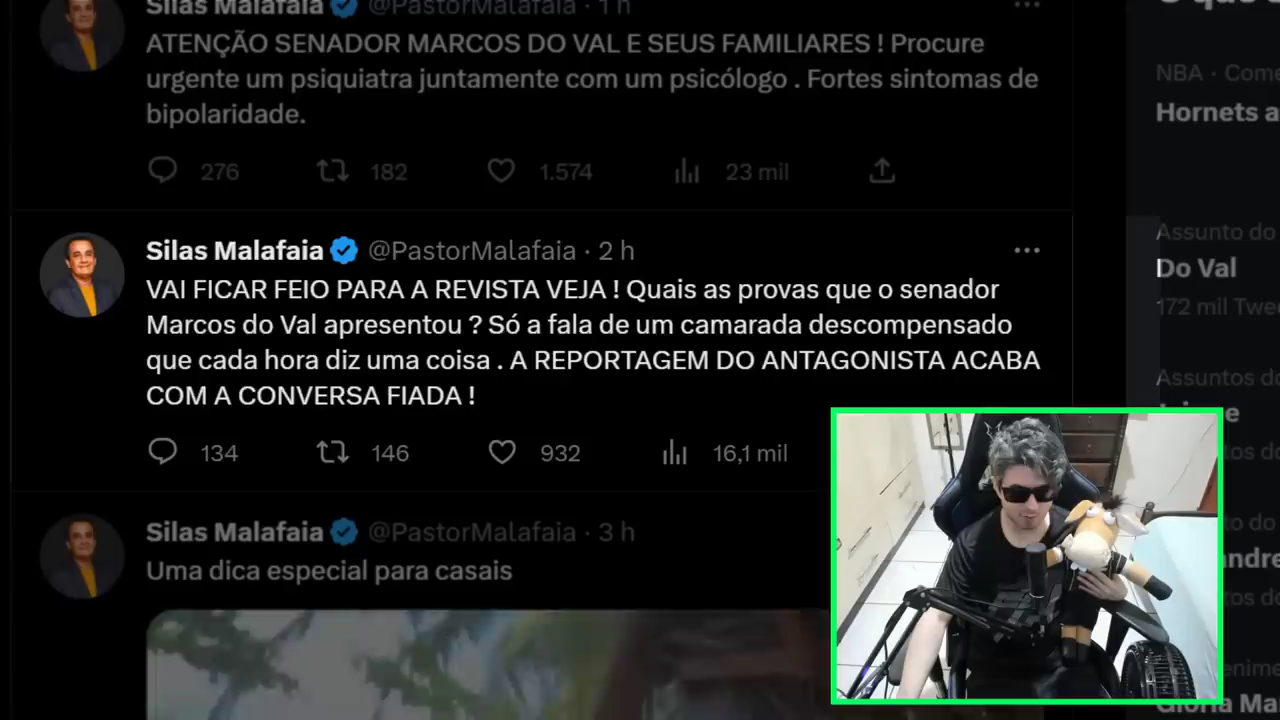 Silas Malafaia @PastorMalafaia · 1 h
ATENÇÃO SENADOR MARCOS DO VAL E SEUS FAMILIARES ! Procure
urgente um psiquiatra juntamente com um psicólogo . Fortes sintomas de
bipolaridade.
276 182 1.574 23 mil
Silas Malafaia @PastorMalafaia · 2 h
VAI FICAR FEIO PARA A REVISTA VEJA ! Quais as provas que o senador
Marcos do Val apresentou ? Só a fala de um camarada descompensado
que cada hora diz uma coisa . A REPORTAGEM DO ANTAGONISTA ACABA
COM A CONVERSA FIADA !
134 146 932 16,1 mil
Silas Malafaia @PastorMalafaia · 3 h
Uma dica especial para casais
NBA ·
Hornets
Assunto do
Do Val
172 mil
Assuntos do